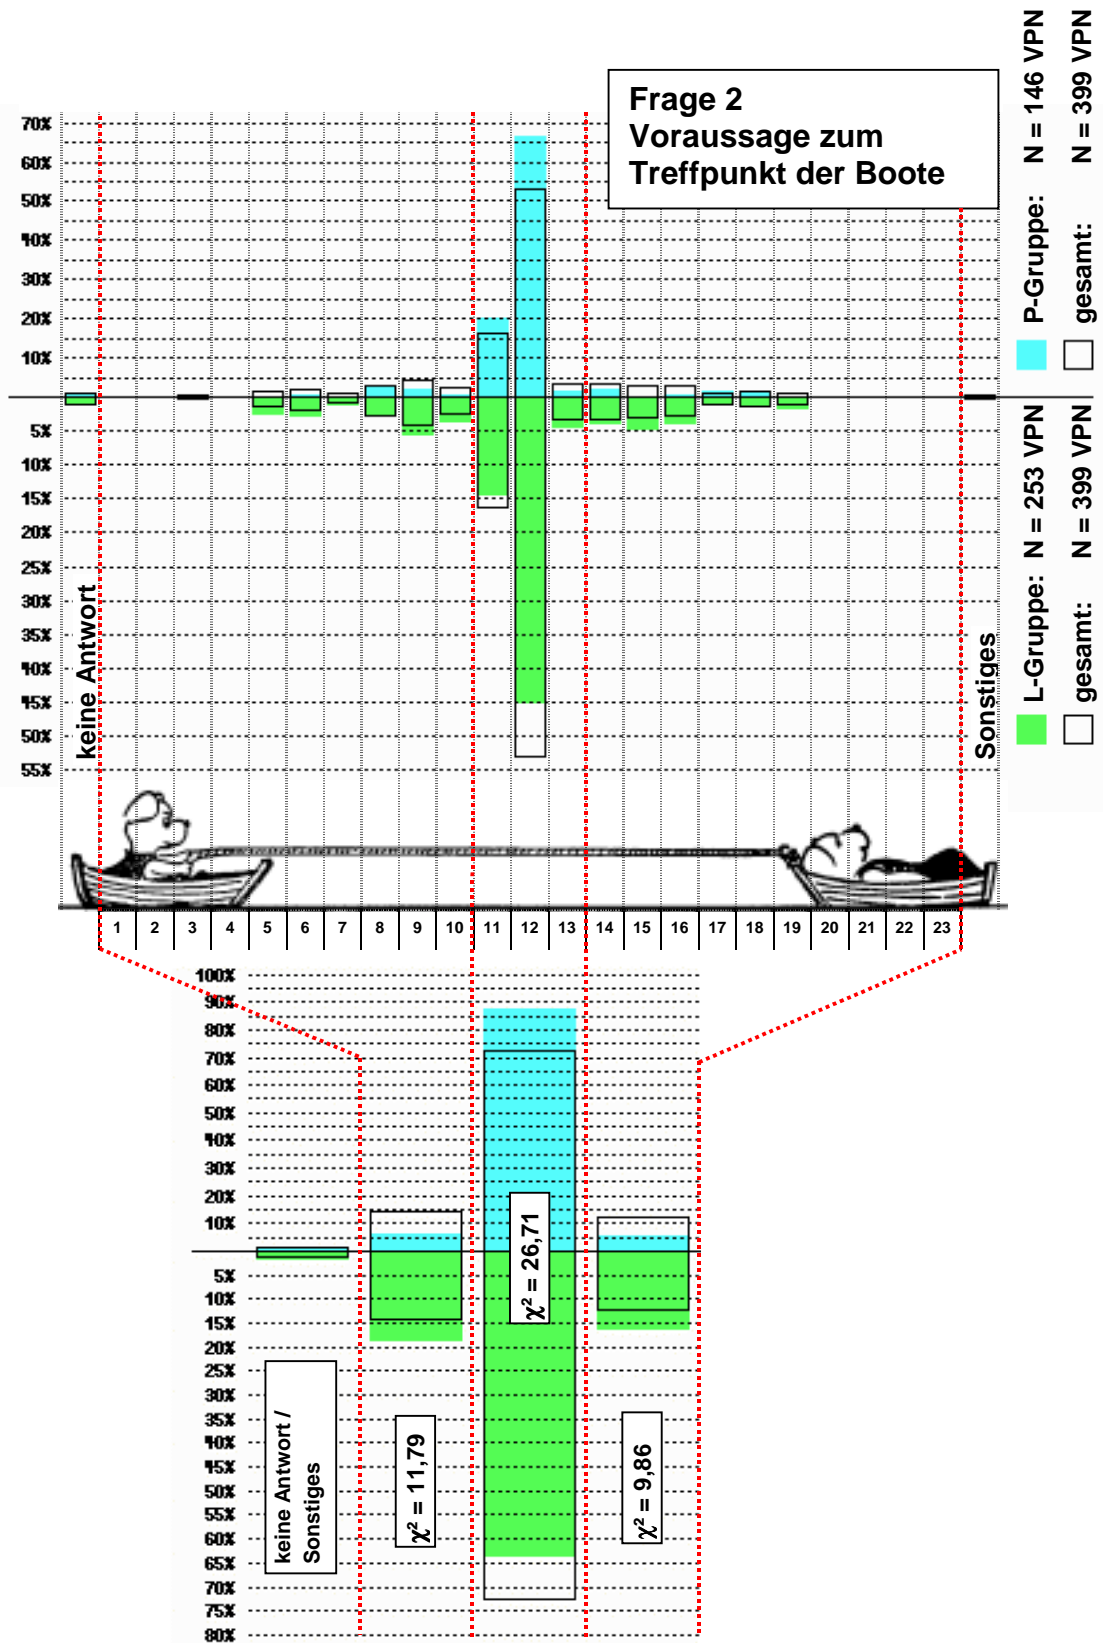 Frage 2
Voraussage zum
Treffpunkt der Boote
P-Gruppe: N = 146 VPN
gesamt: N = 399 VPN
L-Gruppe: N = 253 VPN
gesamt: N = 399 VPN
70%
60%
50%
40%
30%
20%
10%
5%
10%
15%
20%
25%
30%
35%
40%
45%
50%
55%
keine Antwort
Sonstiges
1 2 3 4 5 6 7 8 9 10 11 12 13 14 15 16 17 18 19 20 21 22 23
100%
90%
80%
70%
60%
50%
40%
30%
20%
10%
5%
10%
15%
20%
25%
30%
35%
40%
45%
50%
55%
60%
65%
70%
75%
80%
keine Antwort /
Sonstiges
χ² = 11,79
χ² = 26,71
χ² = 9,86